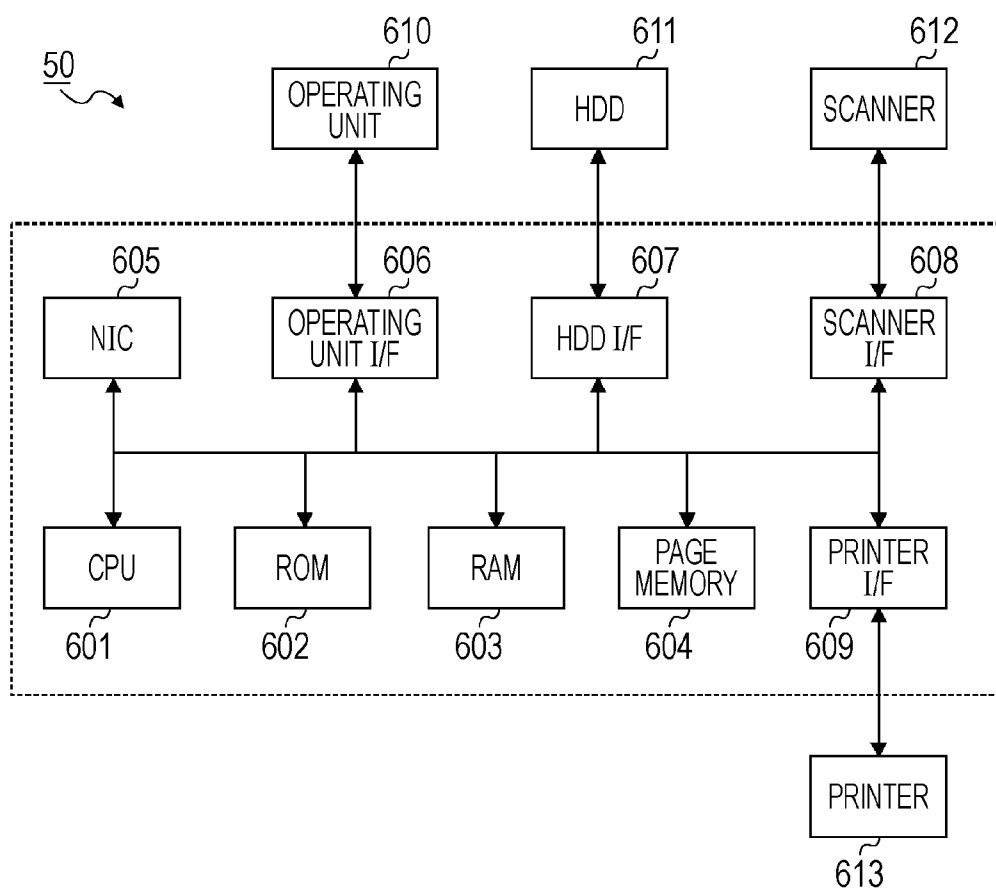 50
610
611
612
OPERATING
UNIT
HDD
SCANNER
605
606
607
608
NIC
OPERATING
UNIT I/F
HDD I/F
SCANNER
I/F
CPU
ROM
RAM
PAGE
MEMORY
PRINTER
I/F
601
602
603
604
609
PRINTER
613